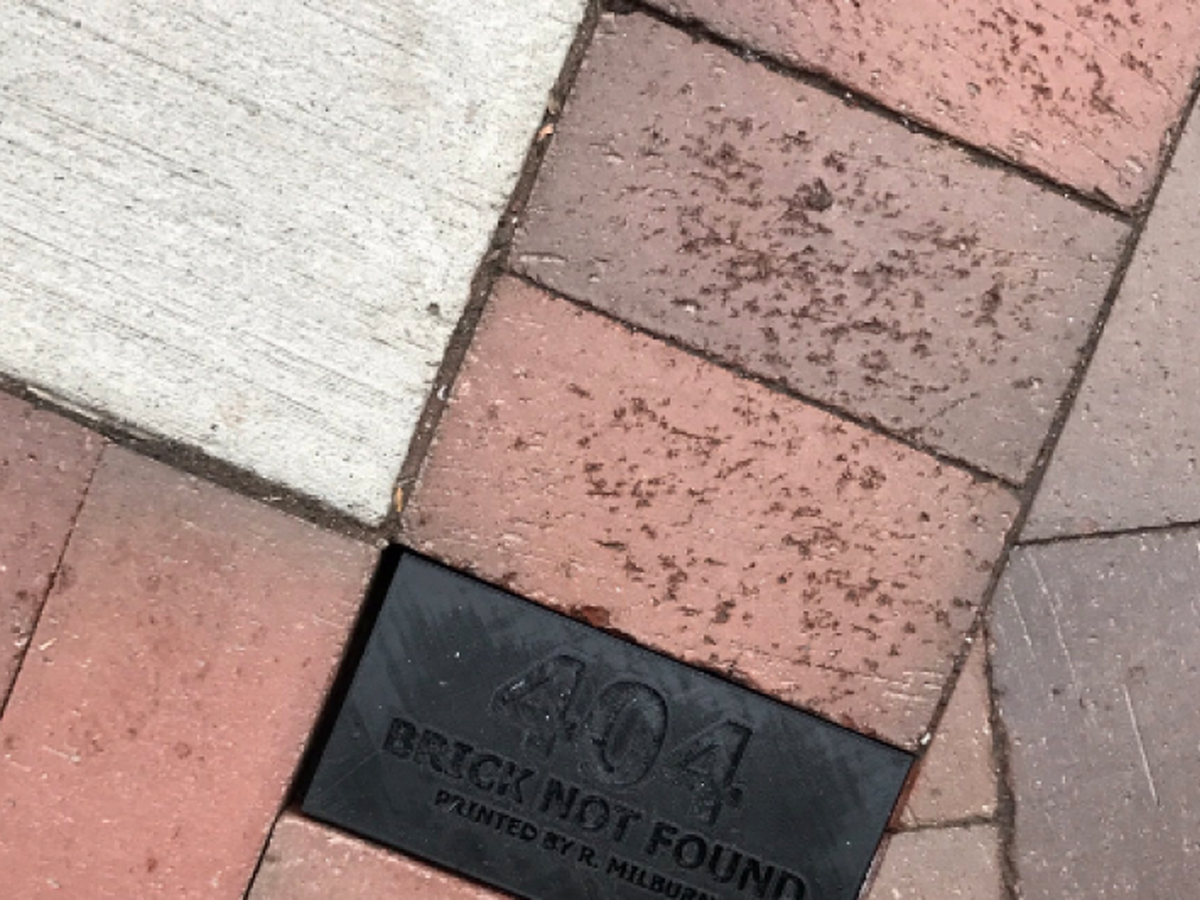 404
BRICK NOT FOUND
PRINTED BY R. MILBURN